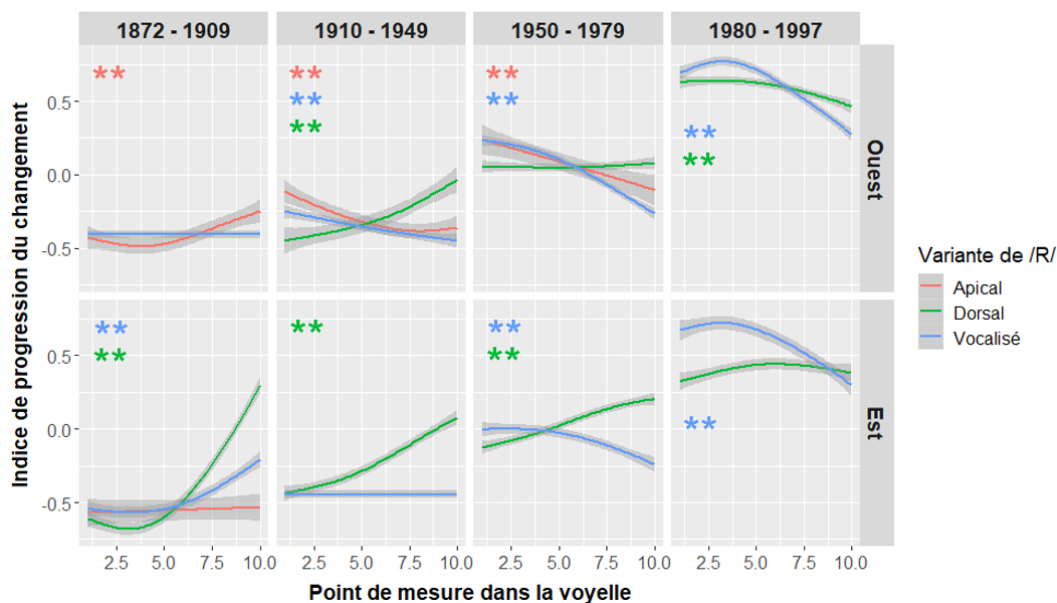 1872 - 1909
1910 - 1949
1950 - 1979
1980 - 1997
Indice de progression du changement
0.5
0.0
-0.5
**
**
**
**
**
**
**
**
Ouest
0.5
0.0
-0.5
**
**
**
**
**
**
Est
2.5 5.0 7.5 10.0
2.5 5.0 7.5 10.0
2.5 5.0 7.5 10.0
2.5 5.0 7.5 10.0
Point de mesure dans la voyelle
Variante de /R/
Apical
Dorsal
Vocalisé